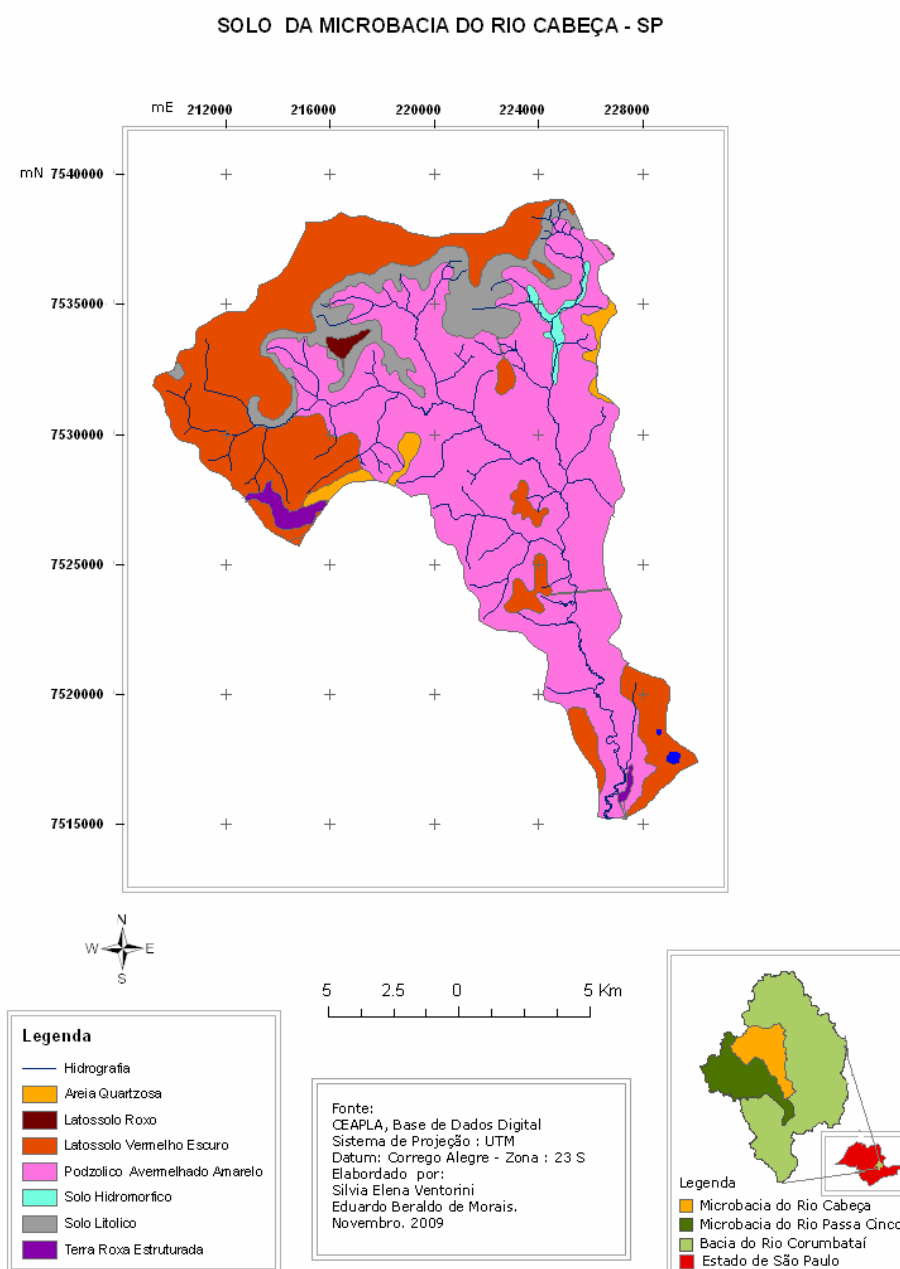 SOLO DA MICROBACIA DO RIO CABEÇA - SP
mE 212000 216000 220000 224000 228000
mN 7540000
7535000
7530000
7525000
7520000
7515000
N
W E
S
5 2.5 0 5 Km
Legenda
Hidrografia
Areia Quartzosa
Latossolo Roxo
Latossolo Vermelho Escuro
Podzolico Avermelhado Amarelo
Solo Hidromorfico
Solo Litolico
Terra Roxa Estruturada
Fonte:
CEAPLA, Base de Dados Digital
Sistema de Projeção : UTM
Datum: Corrego Alegre - Zona : 23 S
Elaborado por:
Silvia Elena Ventorini
Eduardo Beraldo de Morais.
Novembro. 2009
Legenda
Microbacia do Rio Cabeça
Microbacia do Rio Passa Cinco
Bacia do Rio Corumbataí
Estado de São Paulo